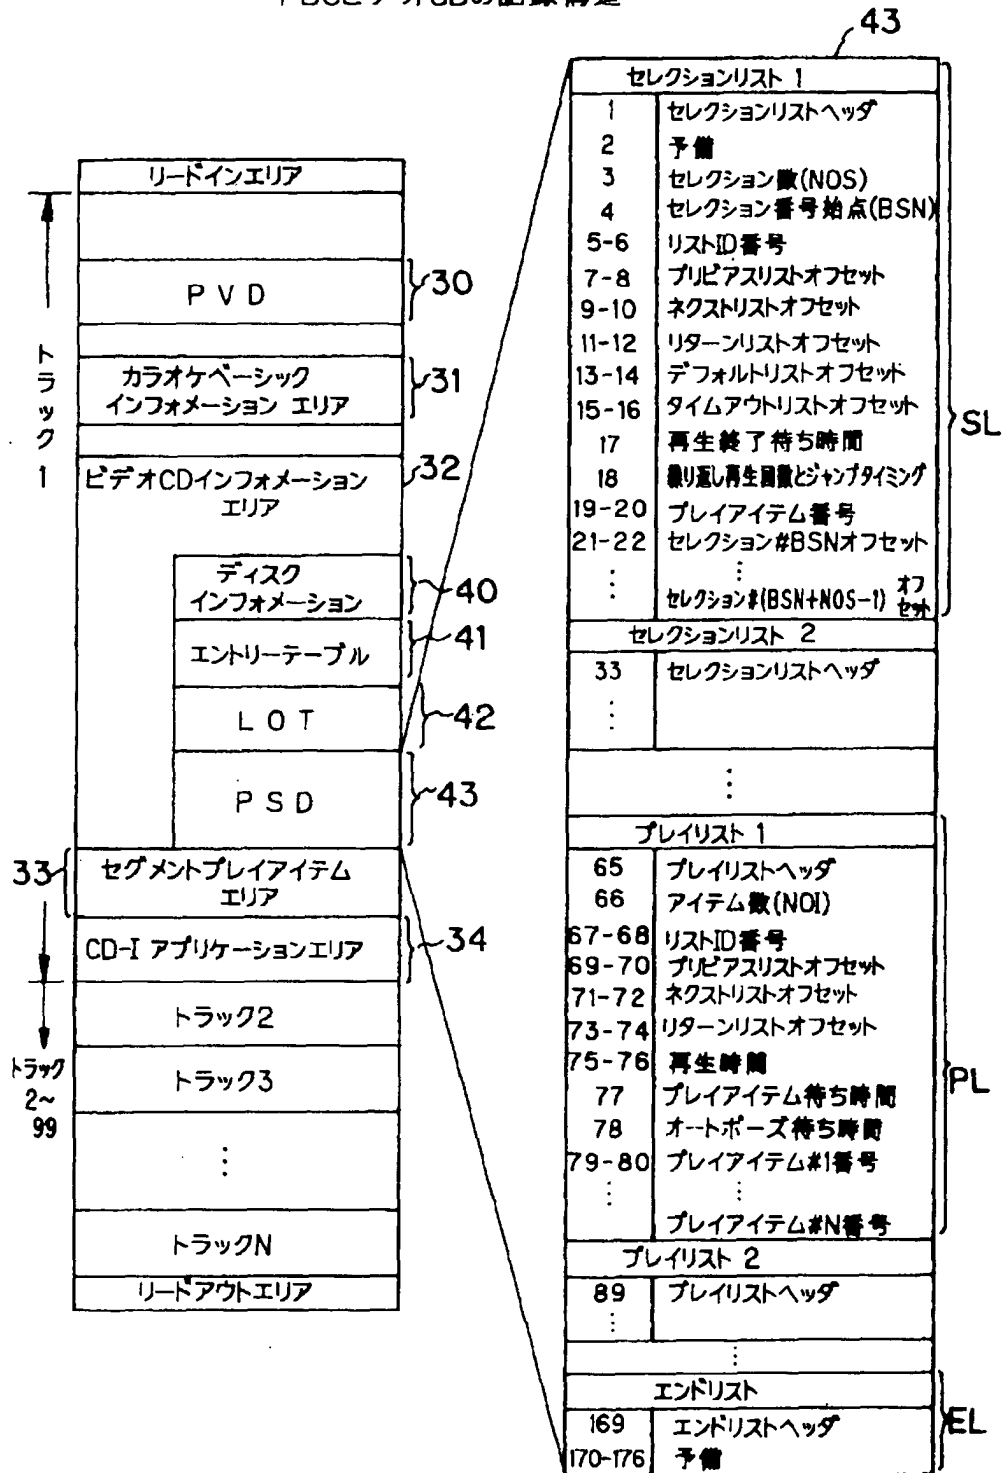 43
リードインエリア
PVD
30
カラオケベーシック
インフォメーション エリア
31
トラック1
ビデオCDインフォメーション
エリア
32
ディスク
インフォメーション
40
エントリーテーブル
41
LOT
42
PSD
43
33
セグメントプレイアイテム
エリア
CD-I アプリケーションエリア
34
トラック2
トラック3
トラック
2~
99
⋮
トラックN
リードアウトエリア
セレクションリスト 1
1 セレクションリストヘッダ
2 予備
3 セレクション数(NOS)
4 セレクション番号始点(BSN)
5-6 リストID番号
7-8 プリビアスリストオフセット
9-10 ネクストリストオフセット
11-12 リターンリストオフセット
13-14 デフォルトリストオフセット
15-16 タイムアウトリストオフセット
17 再生終了待ち時間
18 繰り返し再生回数とジャンプタイミング
19-20 プレイアイテム番号
21-22 セレクション#BSNオフセット
⋮ ⋮
セレクション#(BSN+NOS-1) オフセット
SL
セレクションリスト 2
33 セレクションリストヘッダ
⋮
⋮
プレイリスト 1
65 プレイリストヘッダ
66 アイテム数(NOI)
67-68 リストID番号
69-70 プリビアスリストオフセット
71-72 ネクストリストオフセット
73-74 リターンリストオフセット
75-76 再生時間
77 プレイアイテム待ち時間
78 オートポーズ待ち時間
79-80 プレイアイテム#1番号
⋮ ⋮
プレイアイテム#N番号
PL
プレイリスト 2
89 プレイリストヘッダ
⋮
⋮
エンドリスト
169 エンドリストヘッダ
170-176 予備
EL